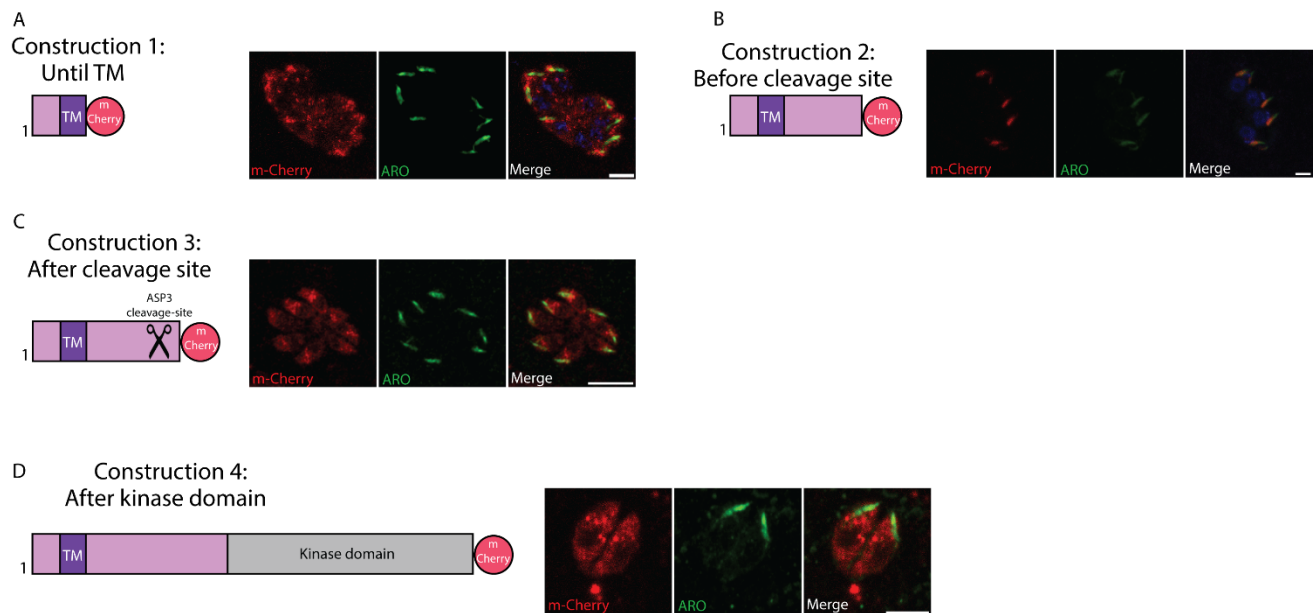 A
Construction 1:
Until TM
1
TM
m
Cherry
m-Cherry
ARO
Merge
B
Construction 2:
Before cleavage site
1
TM
m
Cherry
m-Cherry
ARO
Merge
C
Construction 3:
After cleavage site
ASP3
cleavage-site
1
TM
m
Cherry
m-Cherry
ARO
Merge
D
Construction 4:
After kinase domain
1
TM
Kinase domain
m
Cherry
m-Cherry
ARO
Merge